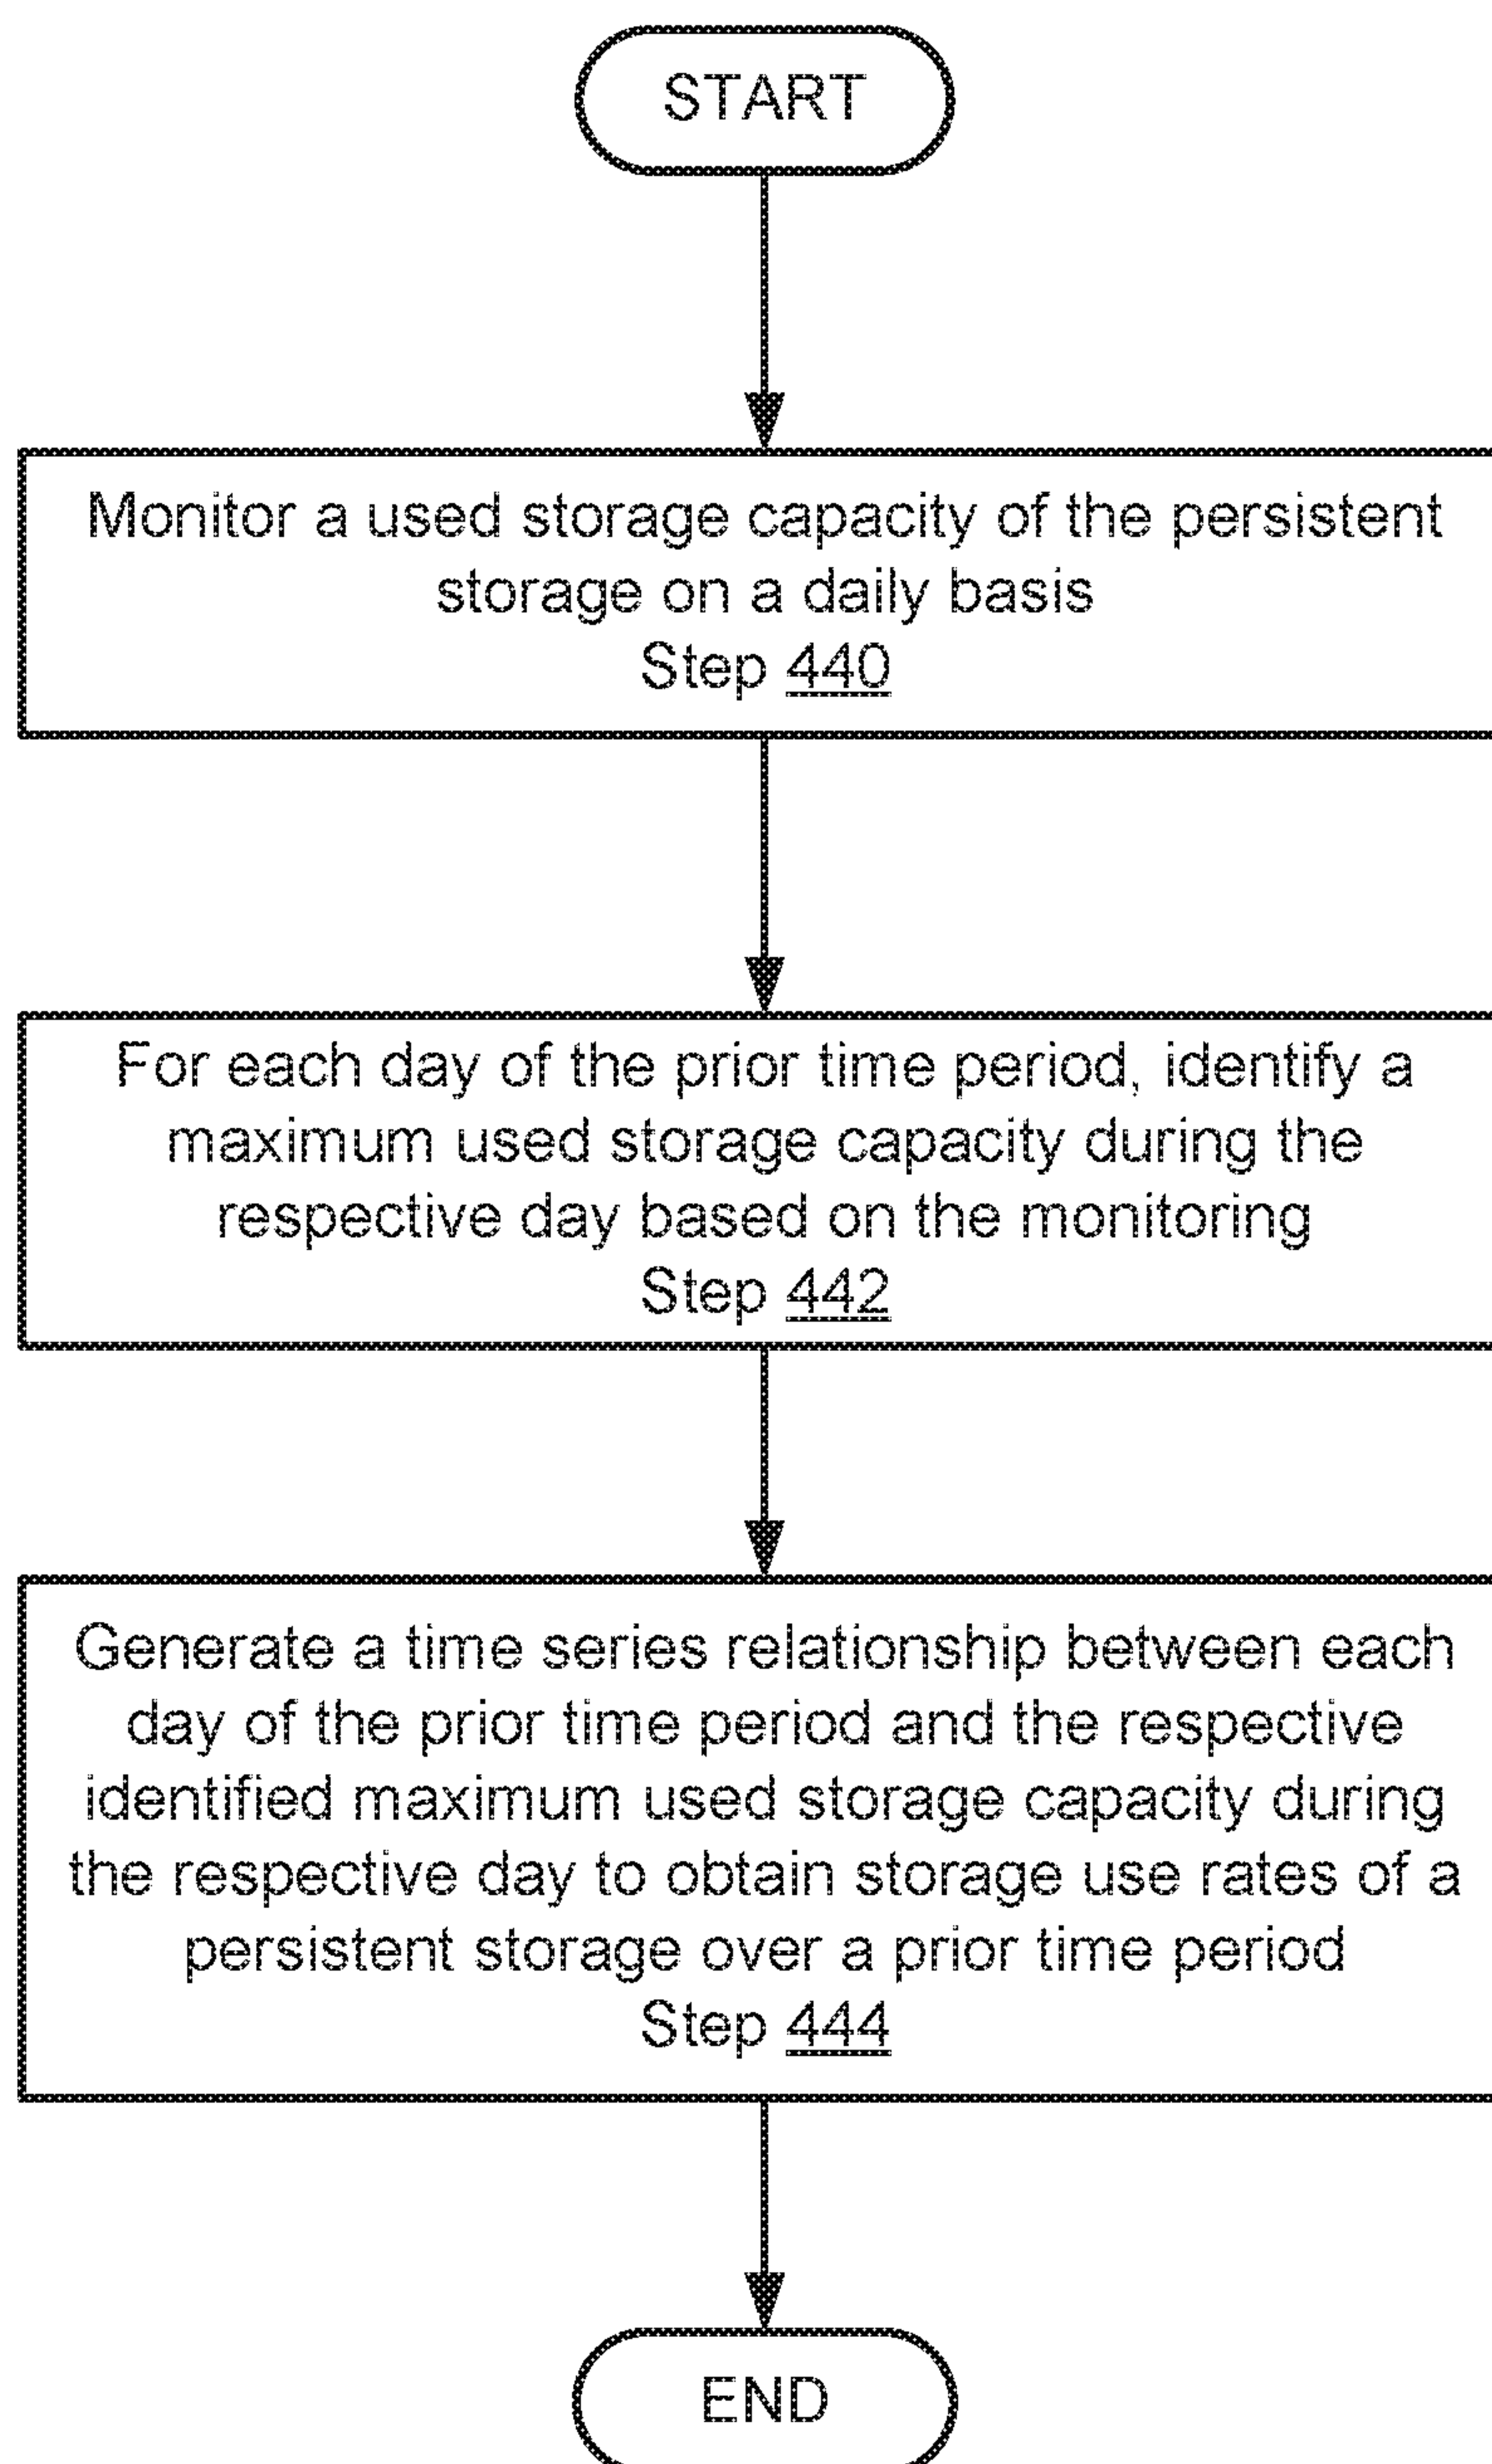 START
Monitor a used storage capacity of the persistent
storage on a daily basis
Step 440
For each day of the prior time period, identify a
maximum used storage capacity during the
respective day based on the monitoring
Step 442
Generate a time series relationship between each
day of the prior time period and the respective
identified maximum used storage capacity during
the respective day to obtain storage use rates of a
persistent storage over a prior time period
Step 444
END